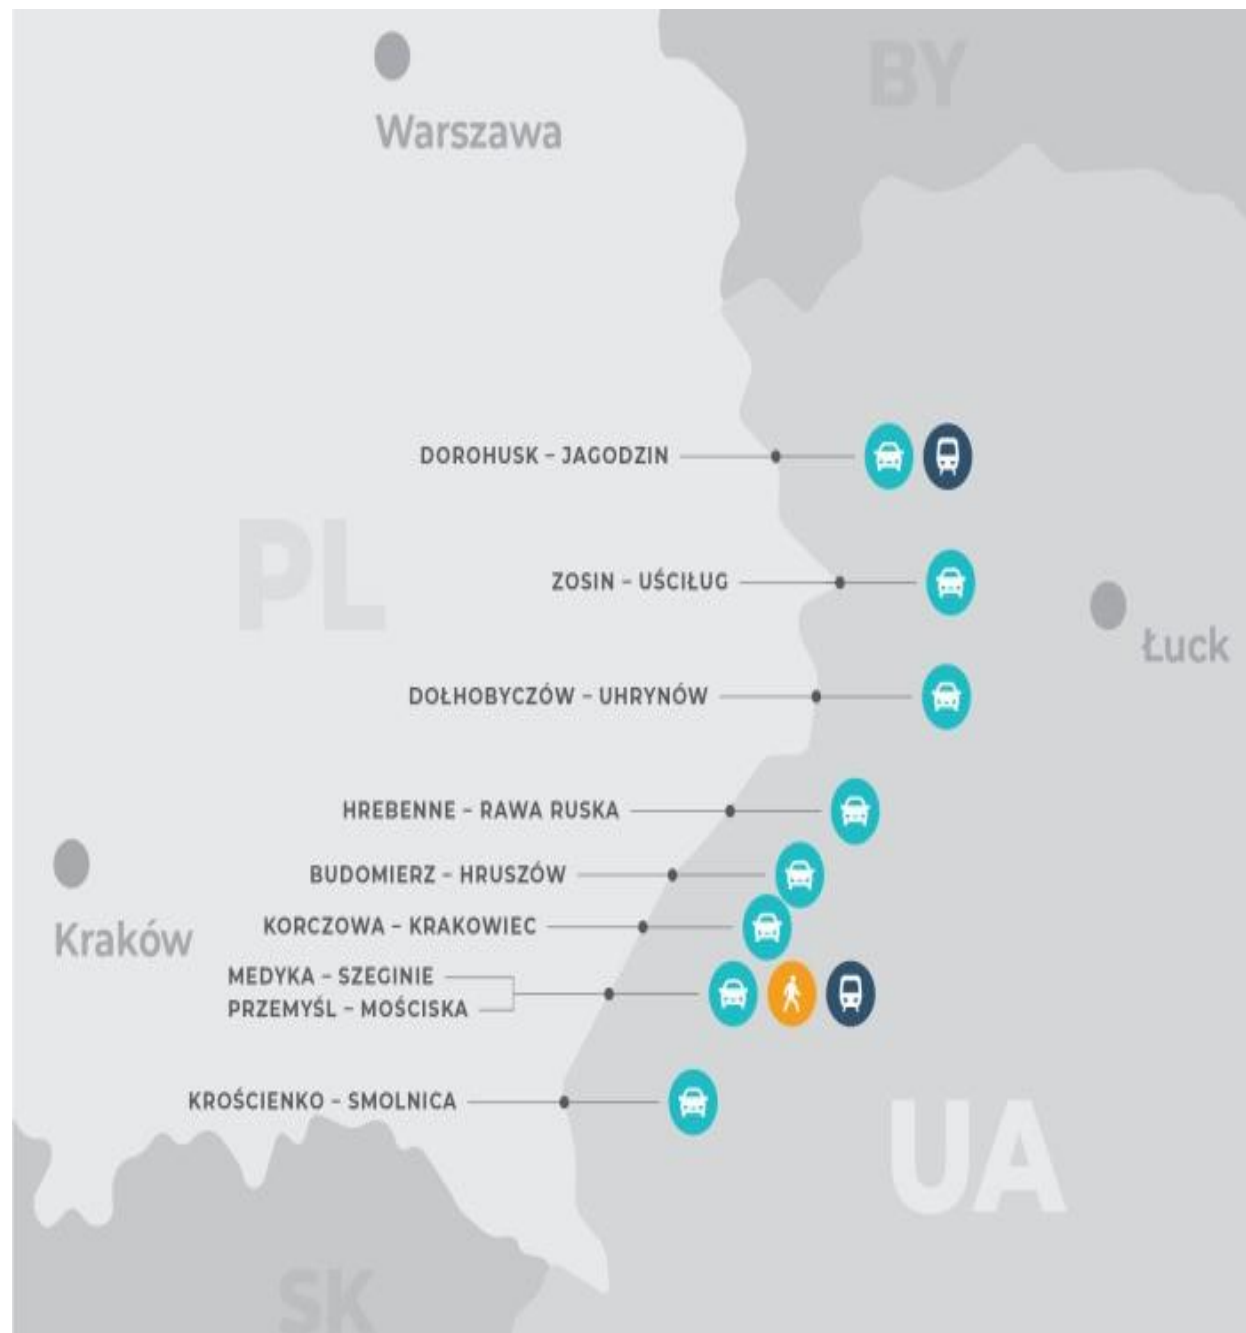 BY
Warszawa
DOROHUSK – JAGODZIN
PL
ZOSIN – UŚCIŁUG
Łuck
DOŁHOBYCZÓW – UHRYNÓW
HREBENNE – RAWA RUSKA
BUDOMIERZ – HRUSZÓW
Kraków
KORCZOWA – KRAKOWIEC
MEDYKA – SZEGINIE
PRZEMYŚL – MOŚCISKA
KROŚCIENKO – SMOLNICA
UA
SK